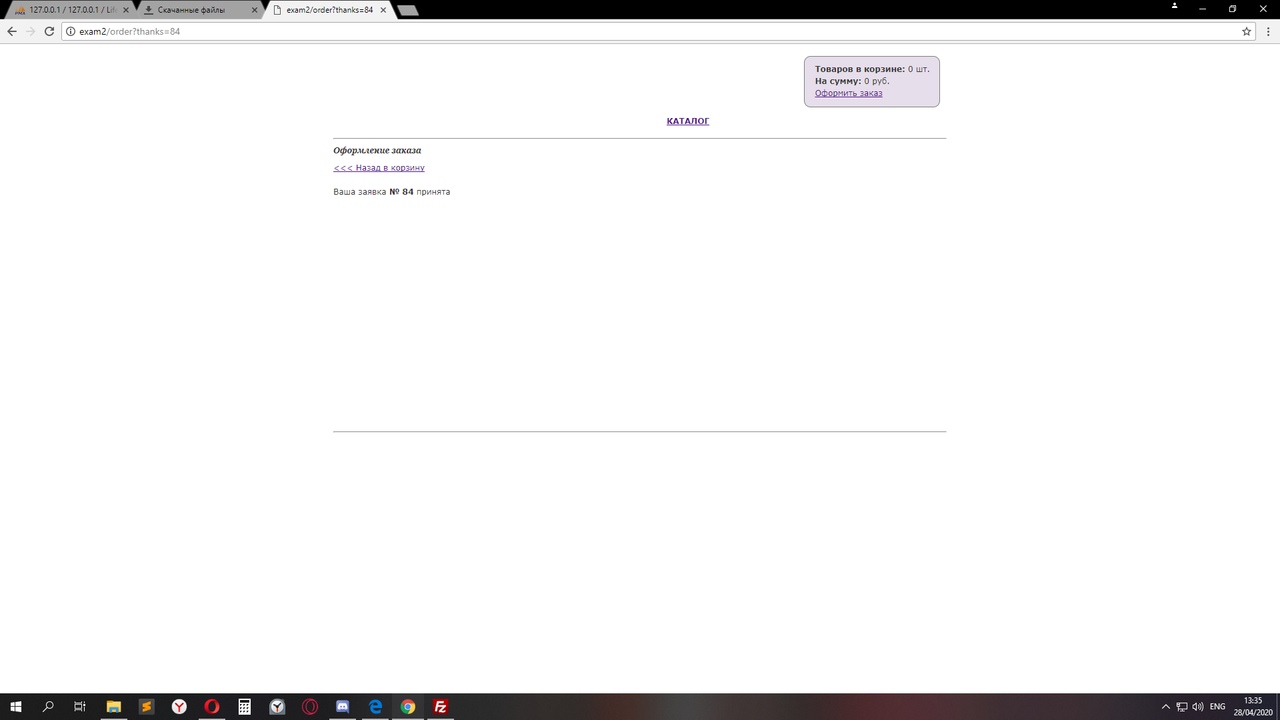 127.0.0.1 / 127.0.0.1 / Lif
Скачанные файлы
exam2/order?thanks=84
exam2/order?thanks=84
Товаров в корзине: 0 шт.
На сумму: 0 руб.
Оформить заказ
КАТАЛОГ
Оформление заказа
<<< Назад в корзину
Ваша заявка № 84 принята
ENG
13:35
28/04/2020